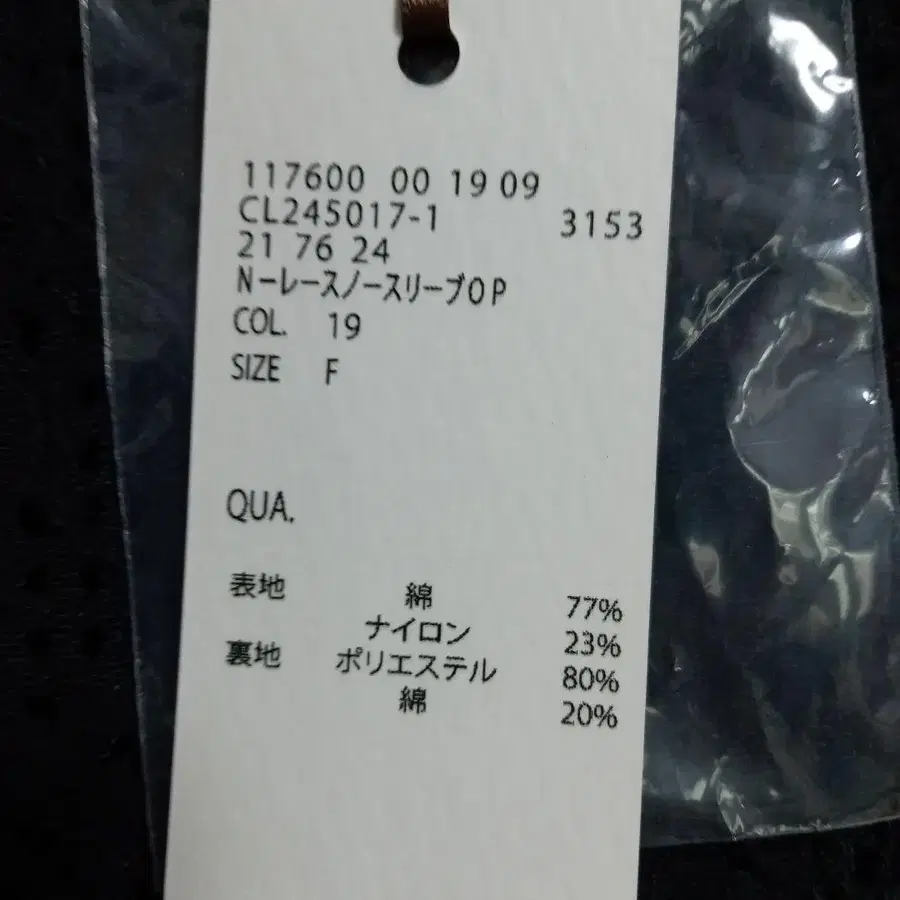 117600 00 19 09
CL245017-1 3153
21 76 24
NーレースノースリーブOP
COL. 19
SIZE F
QUA.
表地 綿 77%
ナイロン 23%
裏地 ポリエステル 80%
綿 20%